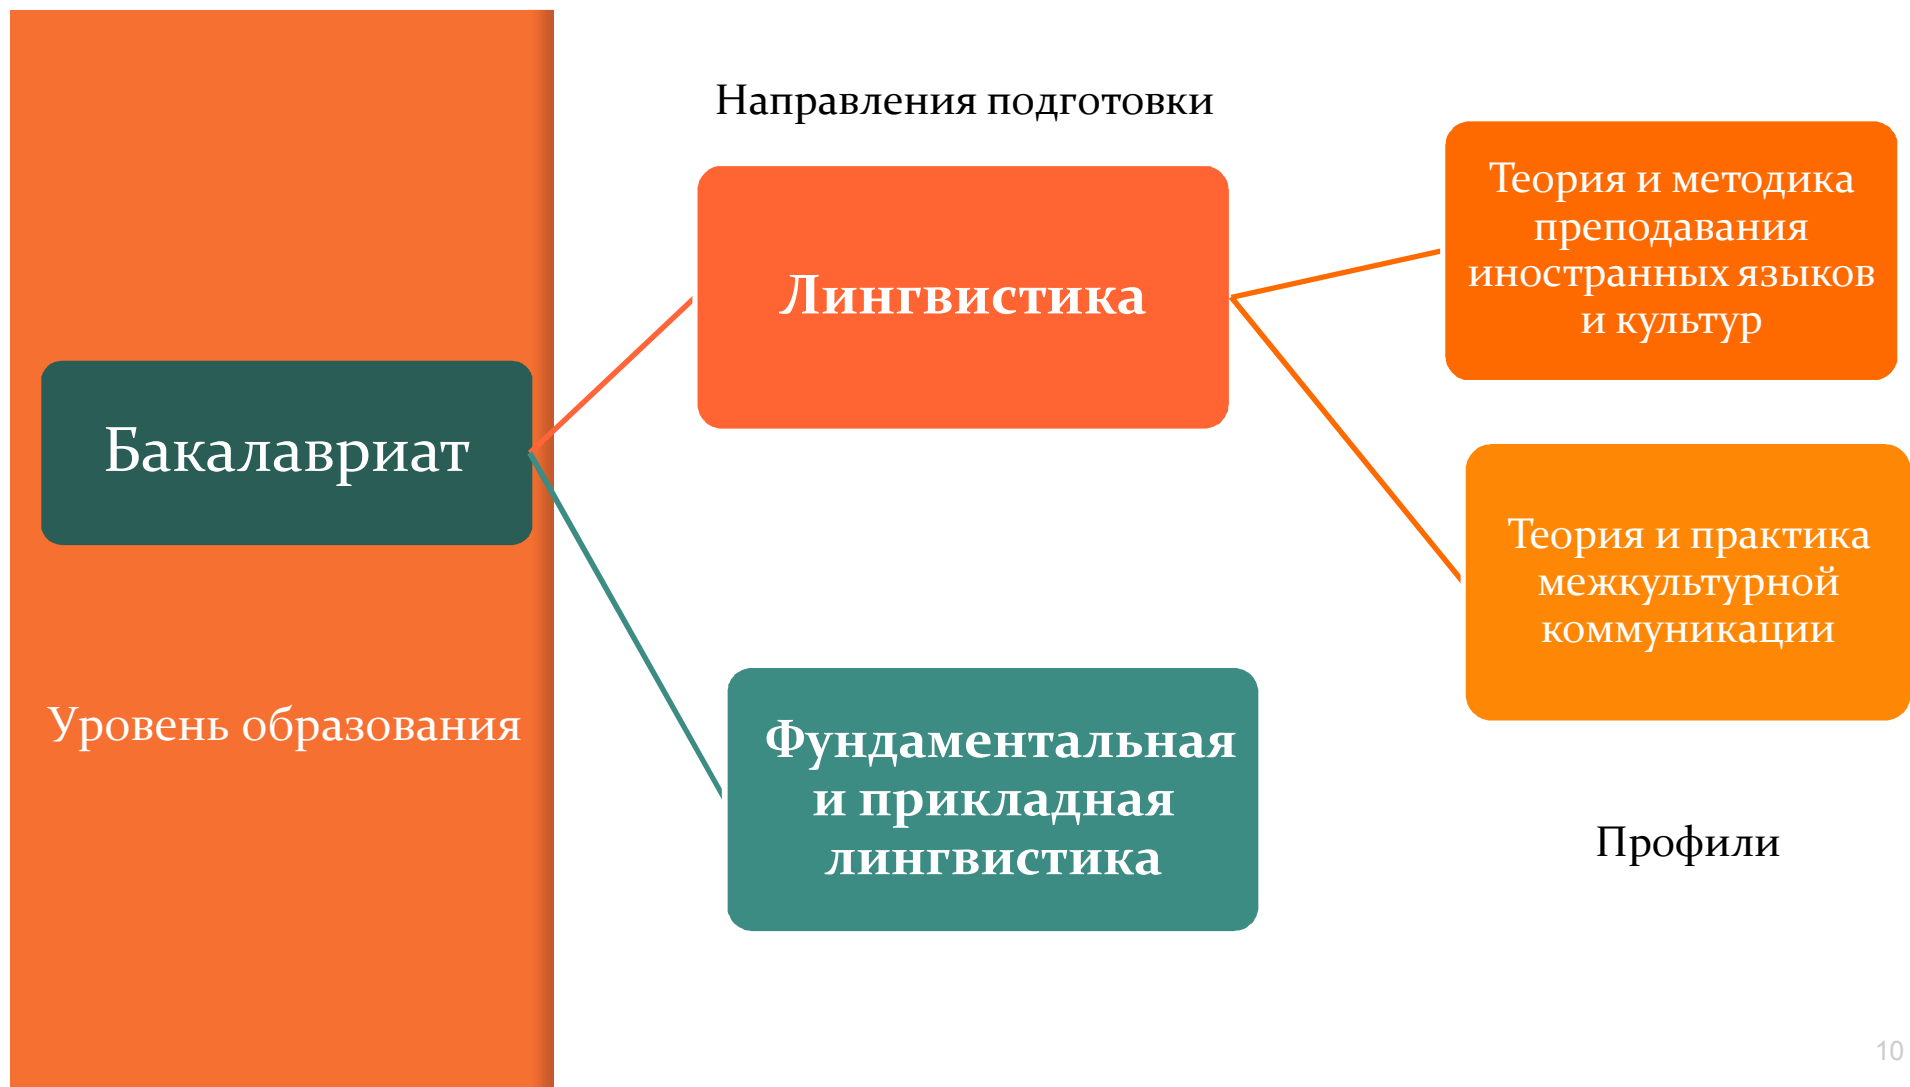 Направления подготовки
Бакалавриат
Уровень образования
Лингвистика
Фундаментальная
и прикладная
лингвистика
Теория и методика
преподавания
иностранных языков
и культур
Теория и практика
межкультурной
коммуникации
Профили
10